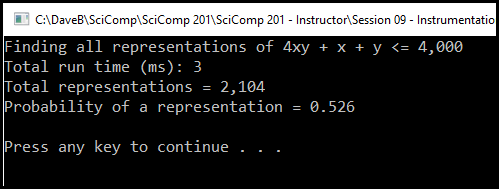 C:\DaveB\SciComp\SciComp 201\SciComp 201 - Instructor\Session 09 - Instrumentatio
Finding all representations of 4xy + x + y <= 4,000
Total run time (ms): 3
Total representations = 2,104
Probability of a representation = 0.526
Press any key to continue . . .